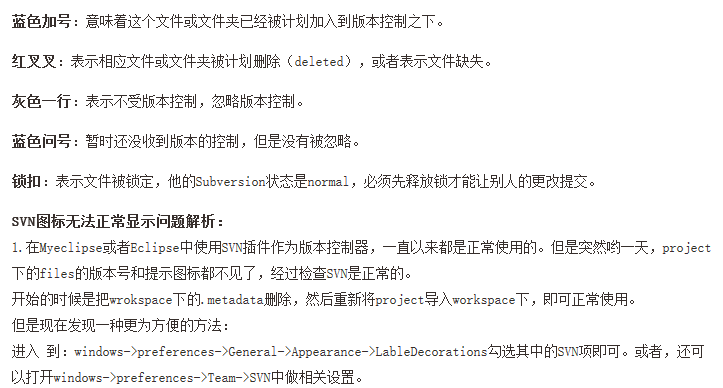 蓝色加号：意味着这个文件或文件夹已经被计划加入到版本控制之下。
红叉叉：表示相应文件或文件夹被计划删除（deleted），或者表示文件缺失。
灰色一行：表示不受版本控制，忽略版本控制。
蓝色问号：暂时还没收到版本的控制，但是没有被忽略。
锁扣：表示文件被锁定，他的Subversion状态是normal，必须先释放锁才能让别人的更改提交。
SVN图标无法正常显示问题解析：
1.在Myeclipse或者Eclipse中使用SVN插件作为版本控制器，一直以来都是正常使用的。但是突然哟一天，project
下的files的版本号和提示图标都不见了，经过检查SVN是正常的。
开始的时候是把wrokspace下的.metadata删除，然后重新将project导入workspace下，即可正常使用。
但是现在发现一种更为方便的方法：
进入 到：windows->preferences->General->Appearance->LableDecorations勾选其中的SVN项即可。或者，还可
以打开windows->preferences->Team->SVN中做相关设置。